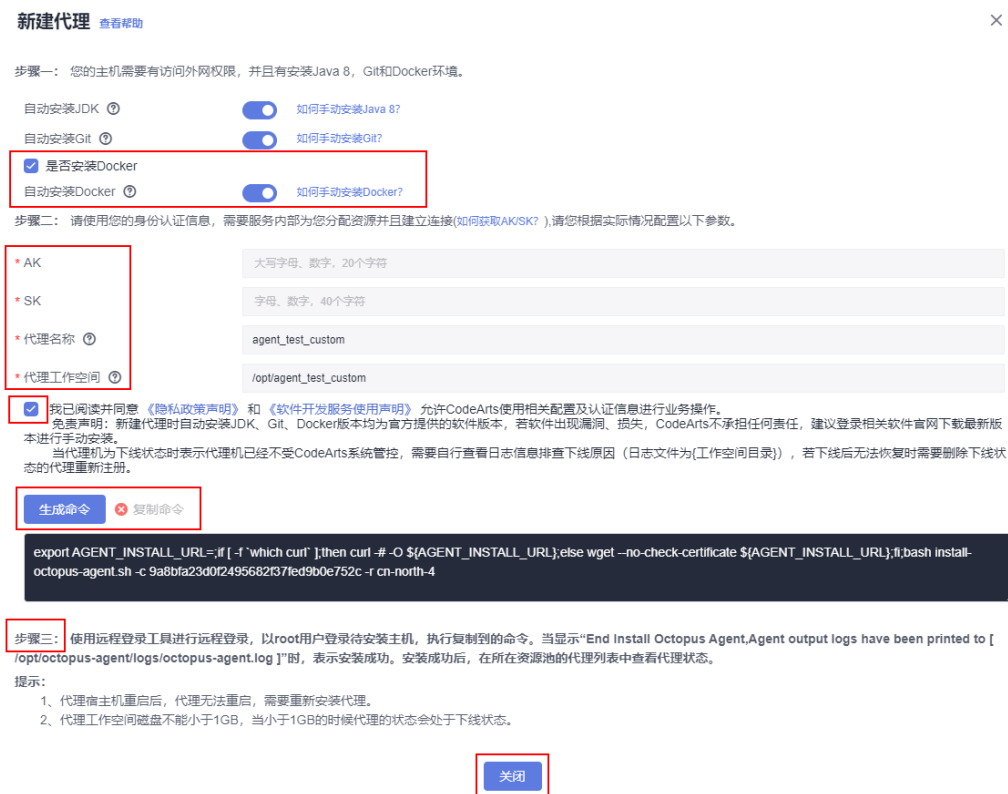 新建代理 查看帮助
步骤一： 您的主机需要有访问外网权限，并且有安装Java 8，Git和Docker环境。
自动安装JDK 如何手动安装Java 8?
自动安装Git 如何手动安装Git?
是否安装Docker
自动安装Docker 如何手动安装Docker?
步骤二： 请使用您的身份认证信息，需要服务内部为您分配资源并且建立连接(如何获取AK/SK? ),请您根据实际情况配置以下参数。
* AK 大写字母、数字，20个字符
* SK 字母、数字，40个字符
* 代理名称 agent_test_custom
* 代理工作空间 /opt/agent_test_custom
我已阅读并同意 《隐私政策声明》 和 《软件开发服务使用声明》 允许CodeArts使用相关配置及认证信息进行业务操作。
免责声明：新建代理时自动安装JDK、Git、Docker版本均为官方提供的软件版本，若软件出现漏洞、损失，CodeArts不承担任何责任，建议登录相关软件官网下载最新版
本进行手动安装。
当代理机为下线状态时表示代理机已经不受CodeArts系统管控，需要自行查看日志信息排查下线原因（日志文件为{工作空间目录}），若下线后无法恢复时需要删除下线状
态的代理重新注册。
生成命令 复制命令
export AGENT_INSTALL_URL=;if [ -f `which curl` ];then curl -# -O ${AGENT_INSTALL_URL};else wget --no-check-certificate ${AGENT_INSTALL_URL};fi;bash install-
octopus-agent.sh -c 9a8bfa23d0f2495682f37fed9b0e752c -r cn-north-4
步骤三： 使用远程登录工具进行远程登录，以root用户登录待安装主机，执行复制到的命令。当显示“End Install Octopus Agent,Agent output logs have been printed to [
/opt/octopus-agent/logs/octopus-agent.log ]”时，表示安装成功。安装成功后，在所在资源池的代理列表中查看代理状态。
提示：
1、代理宿主机重启后，代理无法重启，需要重新安装代理。
2、代理工作空间磁盘不能小于1GB，当小于1GB的时候代理的状态会处于下线状态。
关闭